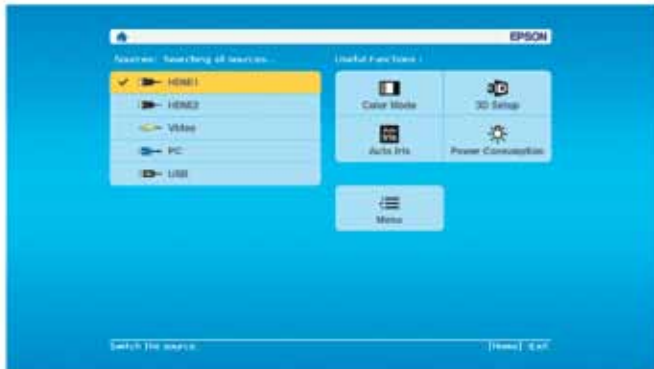 EPSON
Sources: Searching all sources...
Useful Functions :
HDMI1
HDMI2
Video
PC
USB
Color Mode
3D Setup
Auto Iris
Power Consumption
Menu
Switch the source.
[Home] :Exit